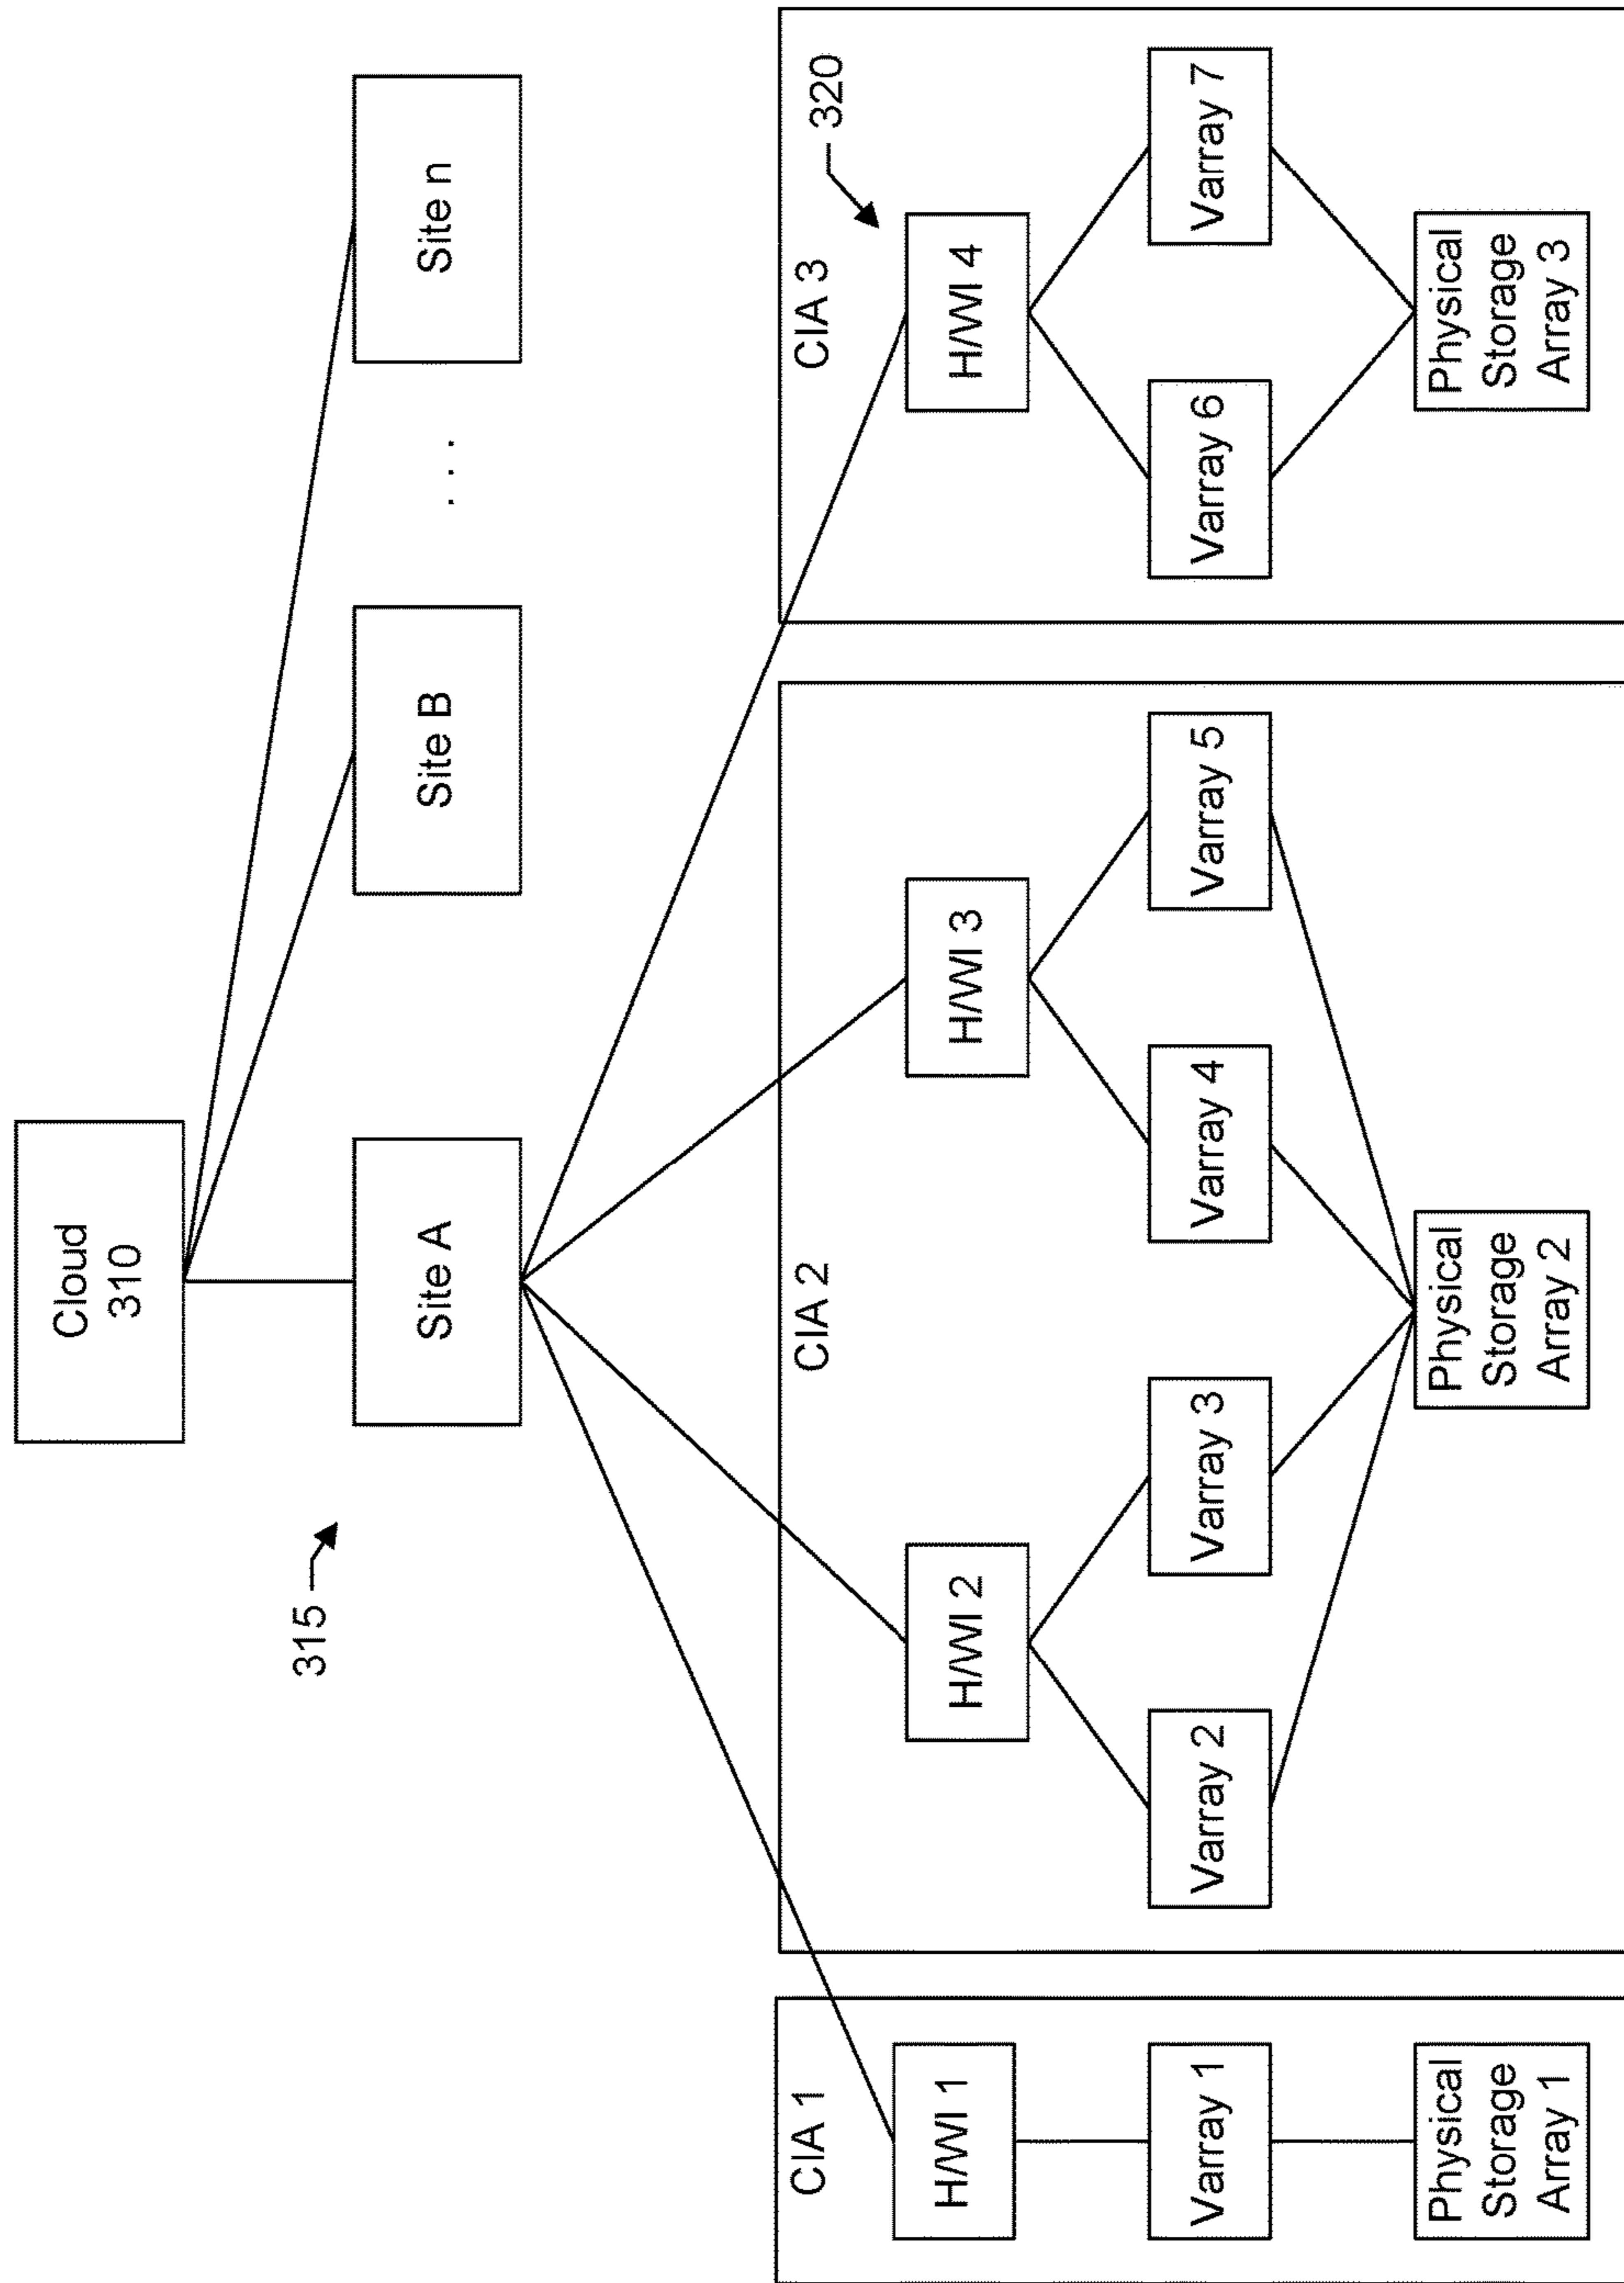 Cloud
310
315
Site A
Site B
. . .
Site n
CIA 1
CIA 2
CIA 3
320
H/WI 1
H/WI 2
H/WI 3
H/WI 4
Varray 1
Varray 2
Varray 3
Varray 4
Varray 5
Varray 6
Varray 7
Physical
Storage
Array 1
Physical
Storage
Array 2
Physical
Storage
Array 3